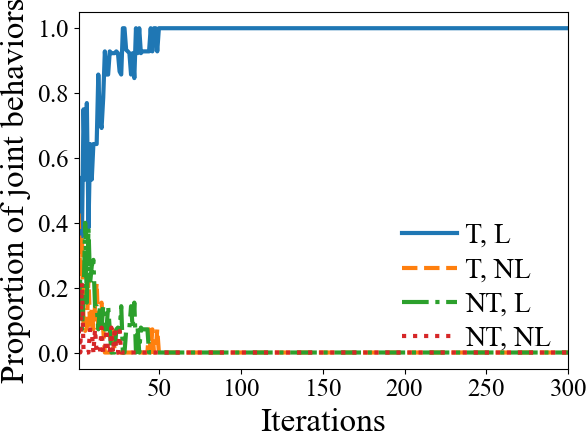 Proportion of joint behaviors
1.0
0.8
0.6
0.4
0.2
0.0
T, L
T, NL
NT, L
NT, NL
50 100 150 200 250 300
Iterations